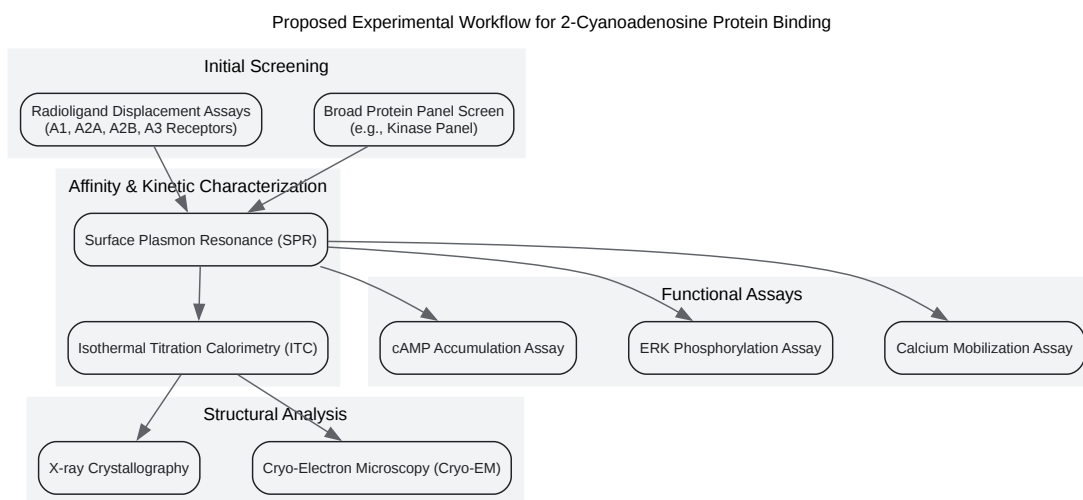 Proposed Experimental Workflow for 2-Cyanoadenosine Protein Binding
Initial Screening
Radioligand Displacement Assays
(A1, A2A, A2B, A3 Receptors)
Broad Protein Panel Screen
(e.g., Kinase Panel)
Affinity & Kinetic Characterization
Surface Plasmon Resonance (SPR)
Isothermal Titration Calorimetry (ITC)
Functional Assays
cAMP Accumulation Assay
ERK Phosphorylation Assay
Calcium Mobilization Assay
Structural Analysis
X-ray Crystallography
Cryo-Electron Microscopy (Cryo-EM)